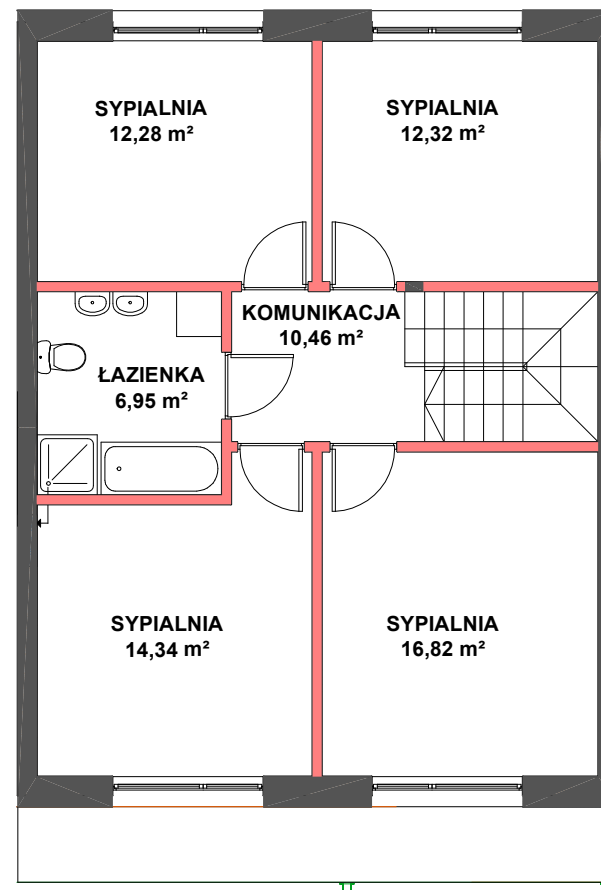 SYPIALNIA
12,28 m²
SYPIALNIA
12,32 m²
KOMUNIKACJA
10,46 m²
ŁAZIENKA
6,95 m²
SYPIALNIA
14,34 m²
SYPIALNIA
16,82 m²